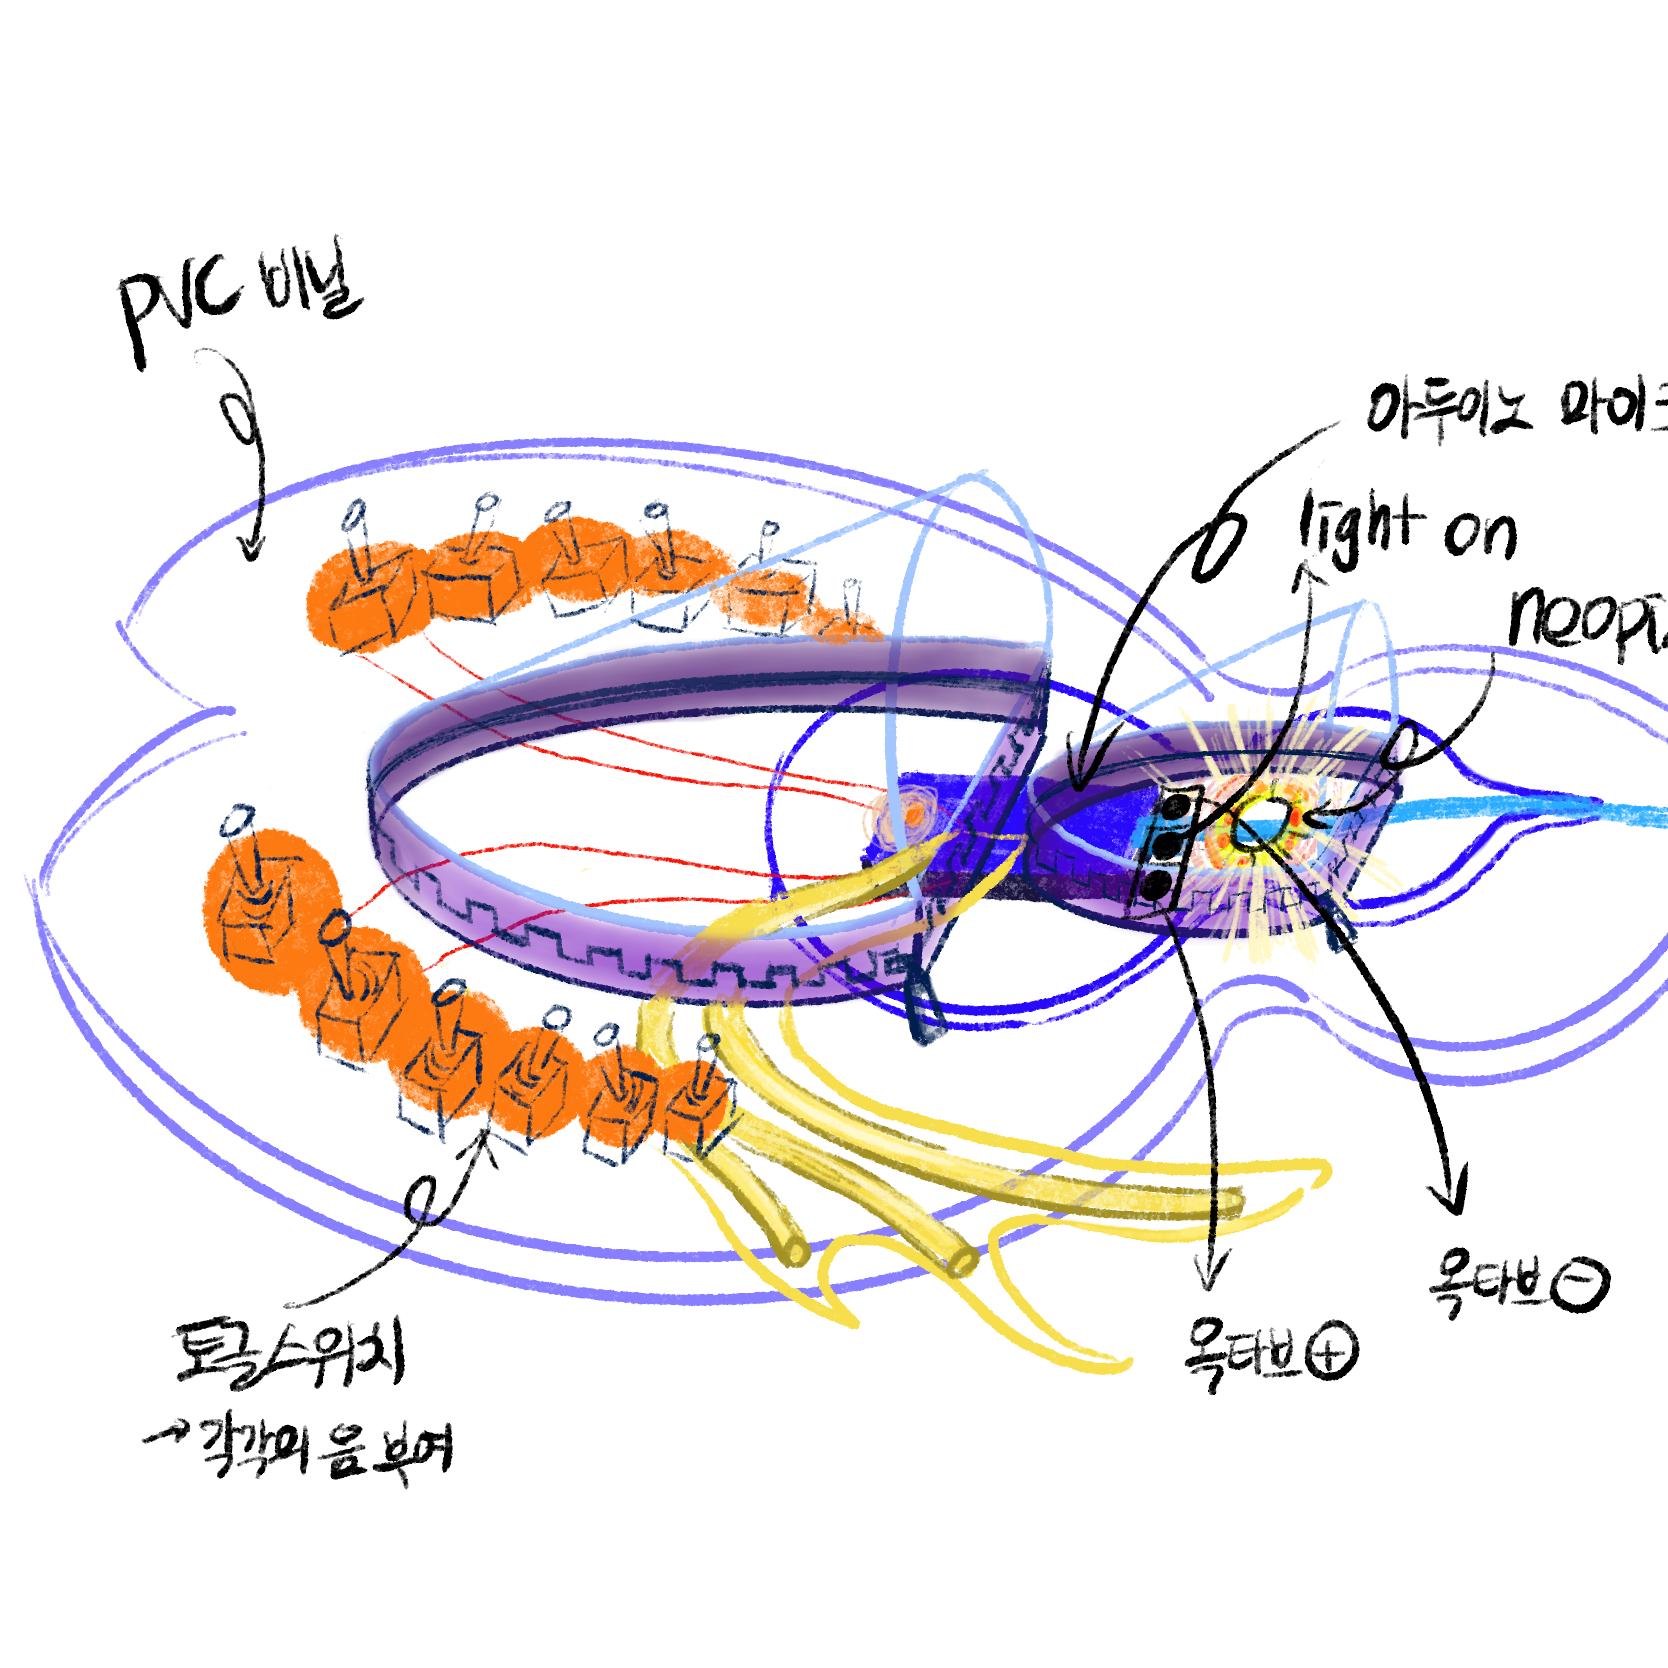 PVC 비닐
아두이노 마이크
light on
neopi
토글스위치
→ 각각의 음 부여
옥타브⊕
옥타브⊖